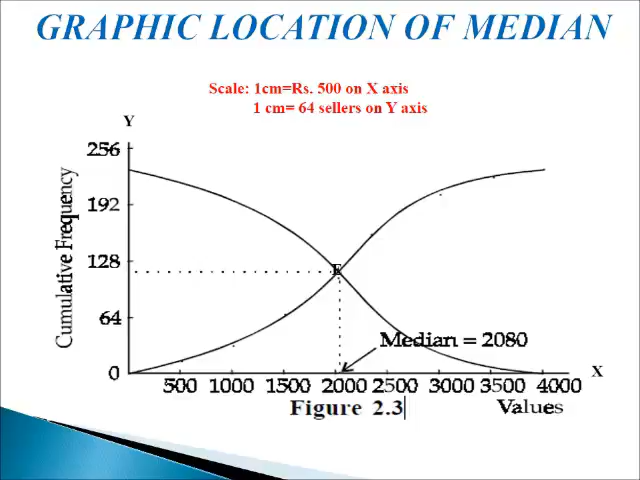 GRAPHIC LOCATION OF MEDIAN
Scale: 1cm=Rs. 500 on X axis
1 cm= 64 sellers on Y axis
Y
256
192
128
64
0
Cumulative Frequency
E
Median = 2080
500 1000 1500 2000 2500 3000 3500 4000
X
Figure 2.3
Values